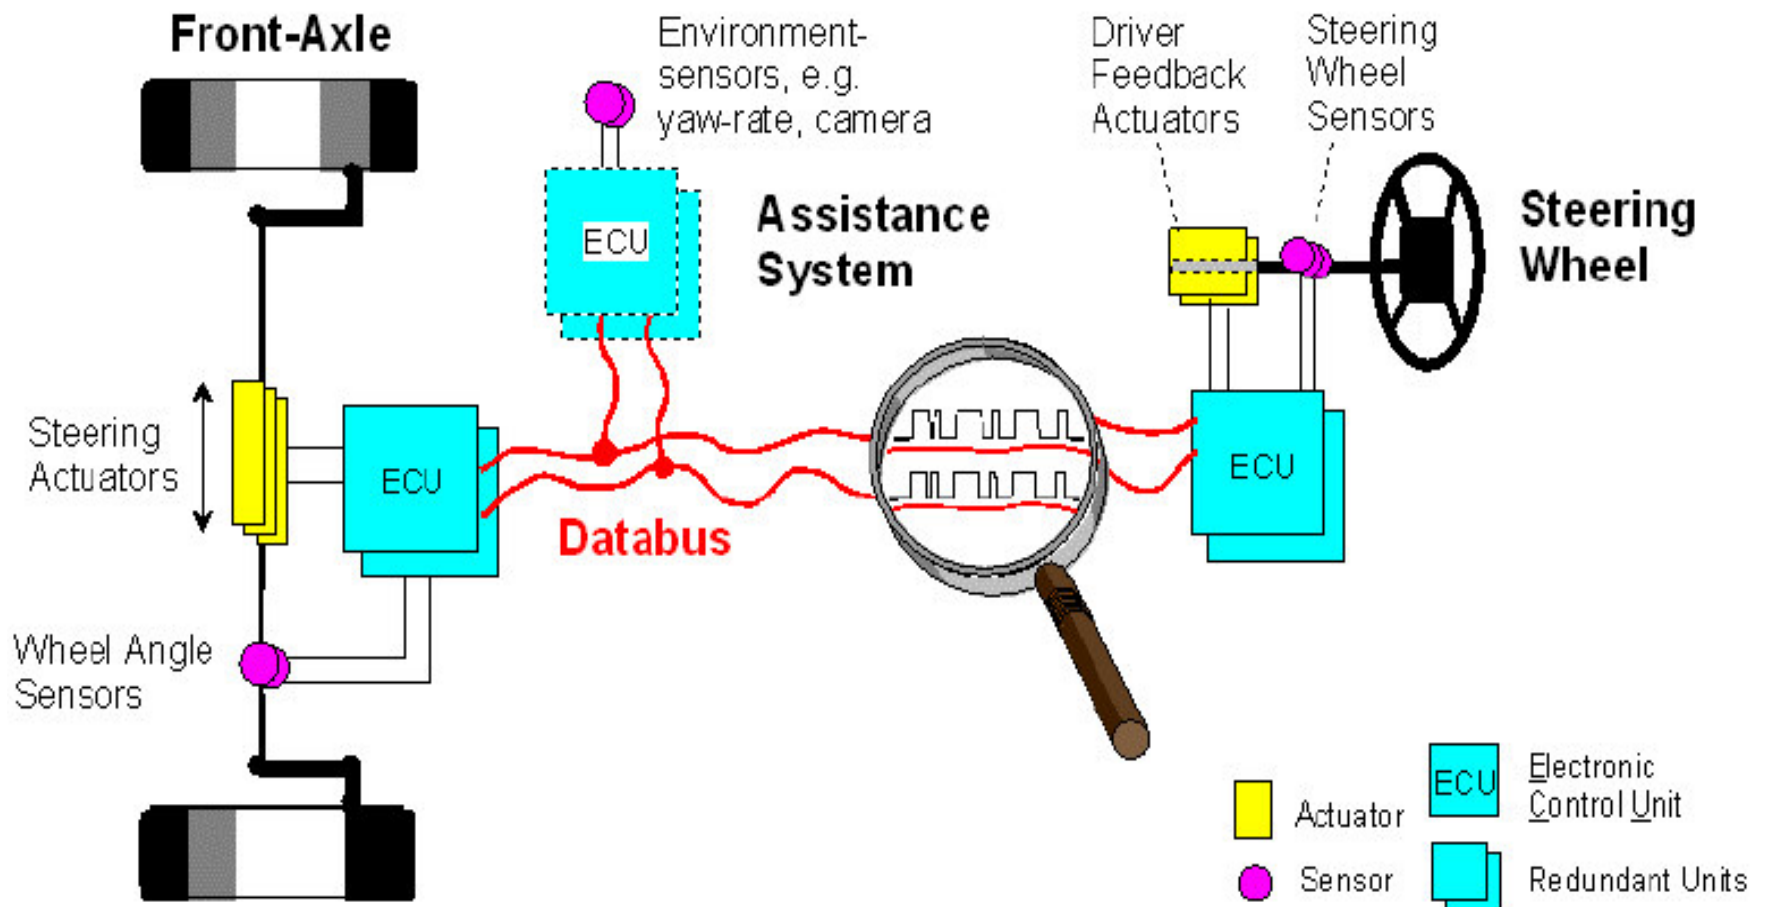 Front-Axle
Environment-
sensors, e.g.
yaw-rate, camera
Driver
Feedback
Actuators
Steering
Wheel
Sensors
ECU
Assistance
System
Steering
Wheel
Steering
Actuators
ECU
Databus
ECU
Wheel Angle
Sensors
Actuator
ECU
Electronic
Control Unit
Sensor
Redundant Units